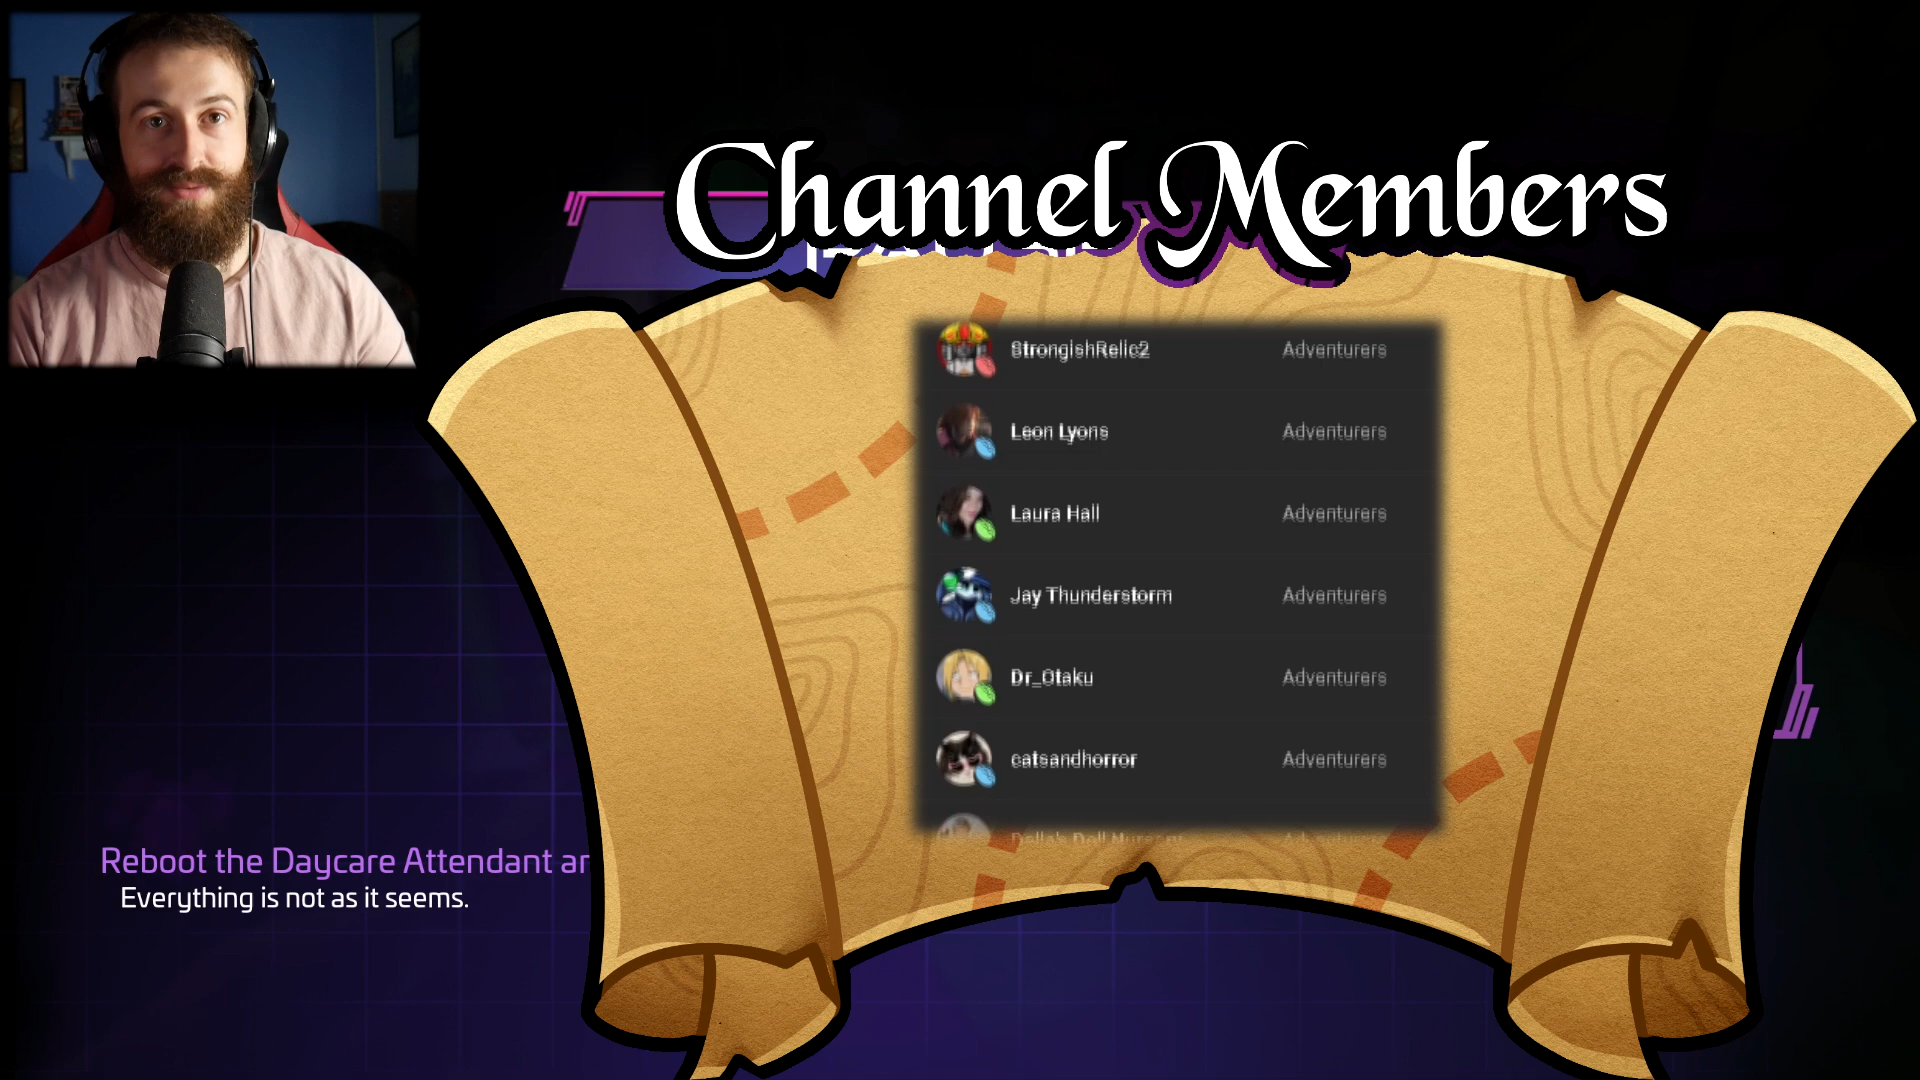 Channel Members
StrongishRelic2 Adventurers
Leon Lyons Adventurers
Laura Hall Adventurers
Jay Thunderstorm Adventurers
Dr_Otaku Adventurers
catsandhorror Adventurers
Adventurers
Reboot the Daycare Attendant
Everything is not as it seems.